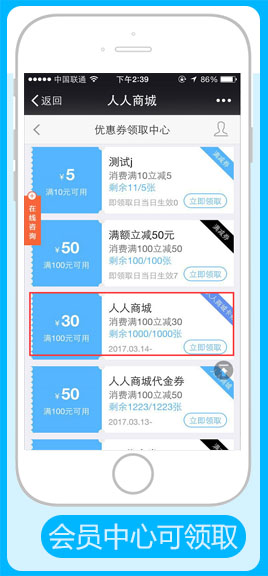 中国联通 下午2:39 86%
返回 人人商城
优惠券领取中心
¥5
满10元可用
测试j
消费满10立减5
剩余11/5张
即领取日当日生效0
立即领取
满减券
在线咨询
¥50
满100元可用
满额立减50元
消费满100立减50
剩余100/100张
即领取日当日生效7
立即领取
满减券
¥30
满100元可用
人人商城
消费满100立减30
剩余1000/1000张
2017.03.14-
立即领取
¥50
满100元可用
人人商城代金券
消费满100立减50
剩余1223/1223张
立即领取
会员中心可领取